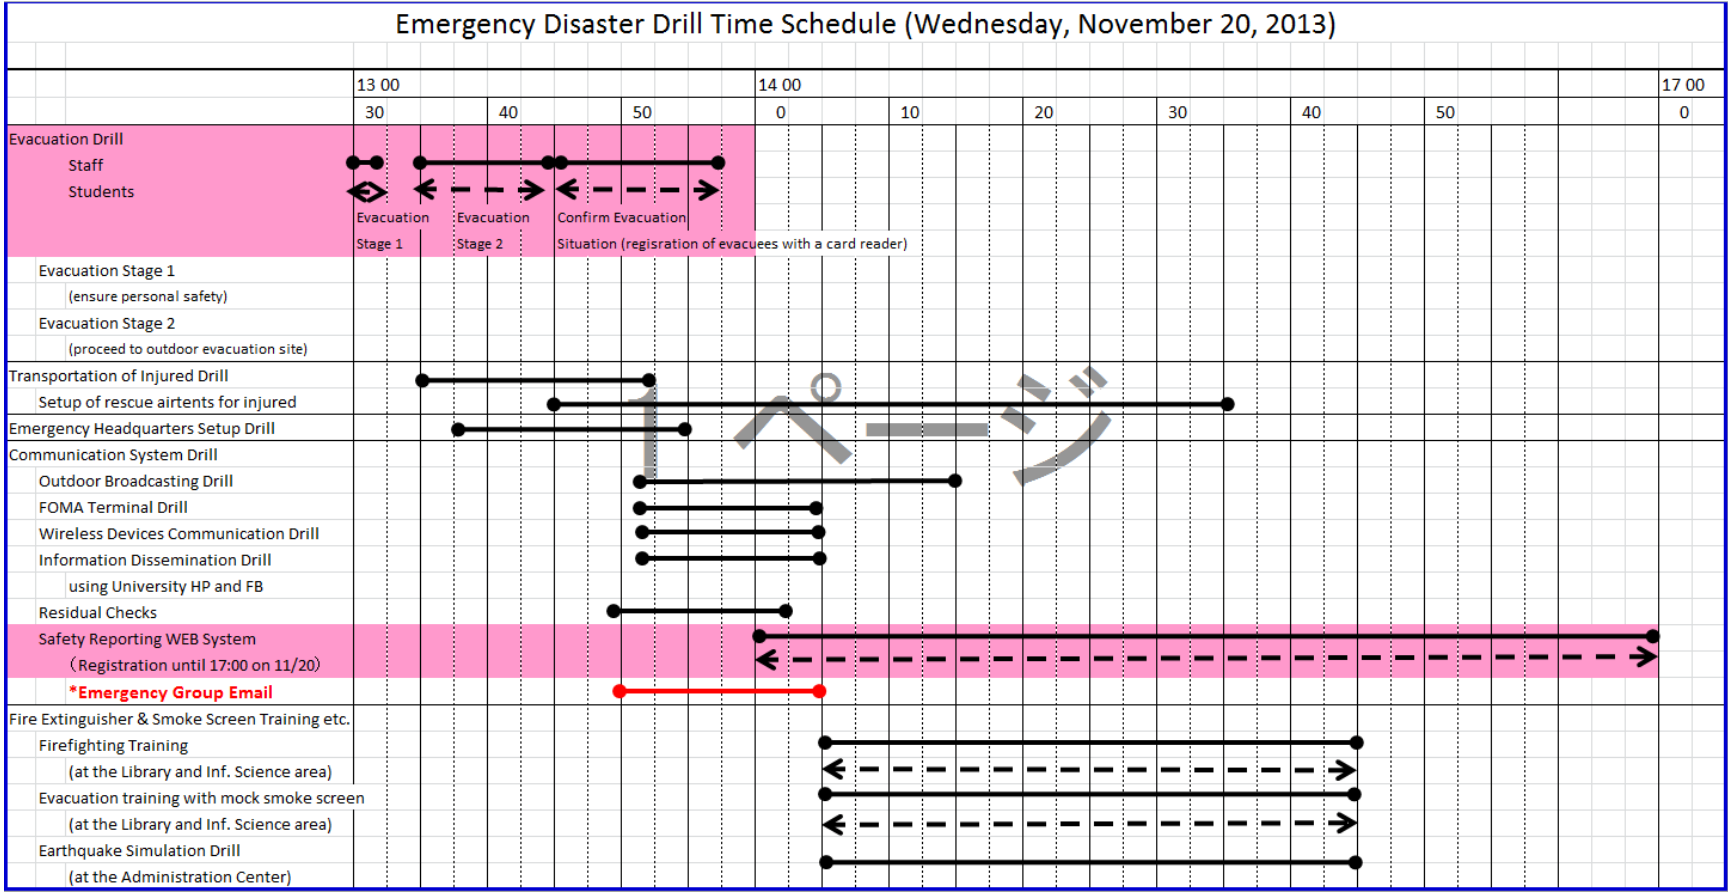 Emergency Disaster Drill Time Schedule (Wednesday, November 20, 2013)
13 00 14 00 17 00
30 40 50 0 10 20 30 40 50 0
Evacuation Drill
Staff
Students
Evacuation Evacuation Confirm Evacuation
Stage 1 Stage 2 Situation (regisration of evacuees with a card reader)
Evacuation Stage 1
(ensure personal safety)
Evacuation Stage 2
(proceed to outdoor evacuation site)
Transportation of Injured Drill
Setup of rescue airtents for injured
1 ページ
Emergency Headquarters Setup Drill
Communication System Drill
Outdoor Broadcasting Drill
FOMA Terminal Drill
Wireless Devices Communication Drill
Information Dissemination Drill
using University HP and FB
Residual Checks
Safety Reporting WEB System
（Registration until 17:00 on 11/20）
*Emergency Group Email
Fire Extinguisher & Smoke Screen Training etc.
Firefighting Training
(at the Library and Inf. Science area)
Evacuation training with mock smoke screen
(at the Library and Inf. Science area)
Earthquake Simulation Drill
(at the Administration Center)